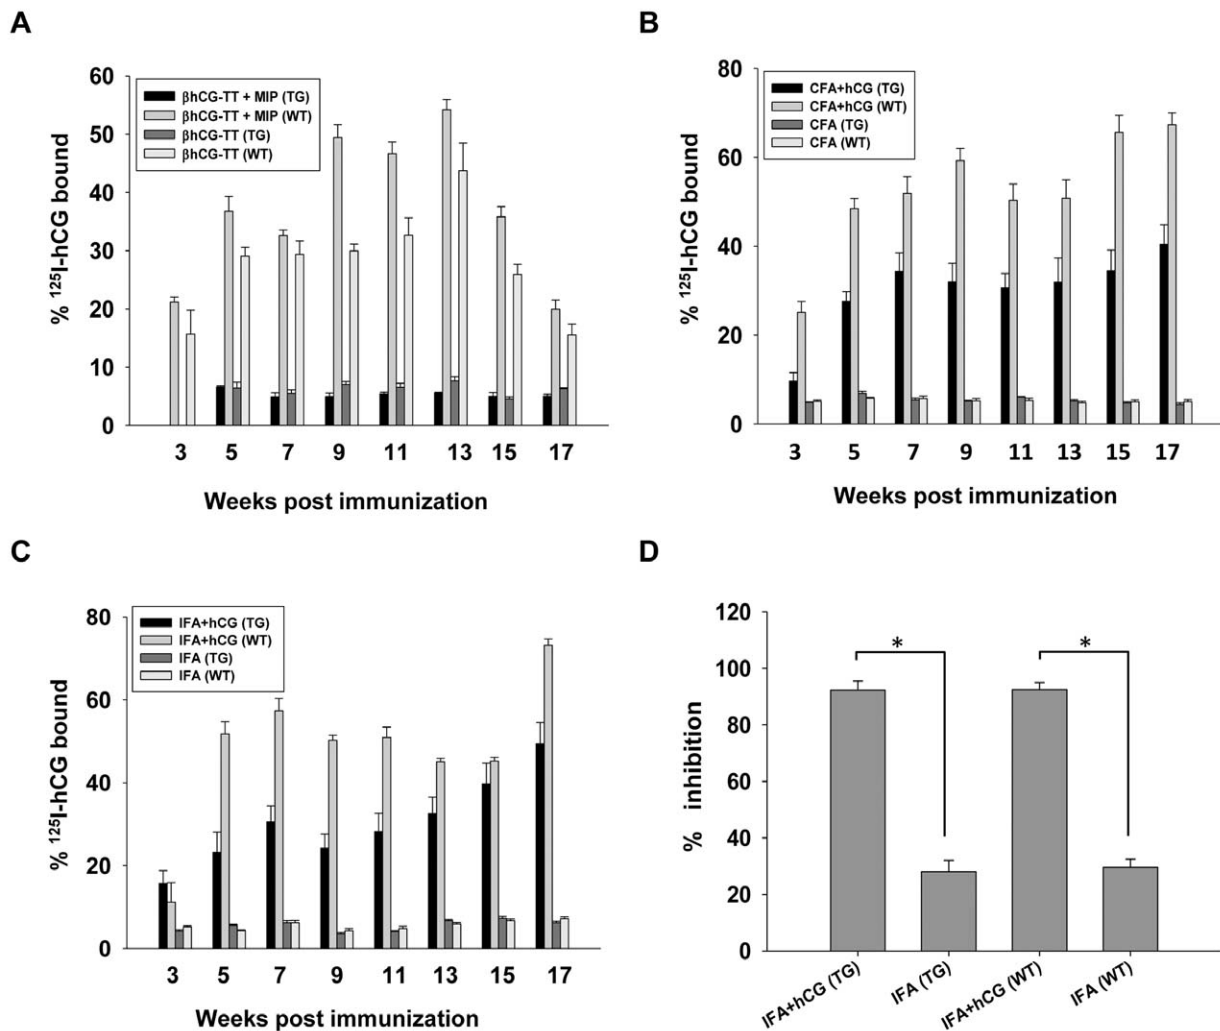 A
% ¹²⁵I-hCG bound
60
50
40
30
20
10
0
βhCG-TT + MIP (TG)
βhCG-TT + MIP (WT)
βhCG-TT (TG)
βhCG-TT (WT)
3 5 7 9 11 13 15 17
Weeks post immunization
B
% ¹²⁵I-hCG bound
80
60
40
20
0
CFA+hCG (TG)
CFA+hCG (WT)
CFA (TG)
CFA (WT)
3 5 7 9 11 13 15 17
Weeks post immunization
C
% ¹²⁵I-hCG bound
80
60
40
20
0
IFA+hCG (TG)
IFA+hCG (WT)
IFA (TG)
IFA (WT)
3 5 7 9 11 13 15 17
Weeks post immunization
D
% inhibition
120
100
80
60
40
20
0
* *
IFA+hCG (TG)
IFA (TG)
IFA+hCG (WT)
IFA (WT)